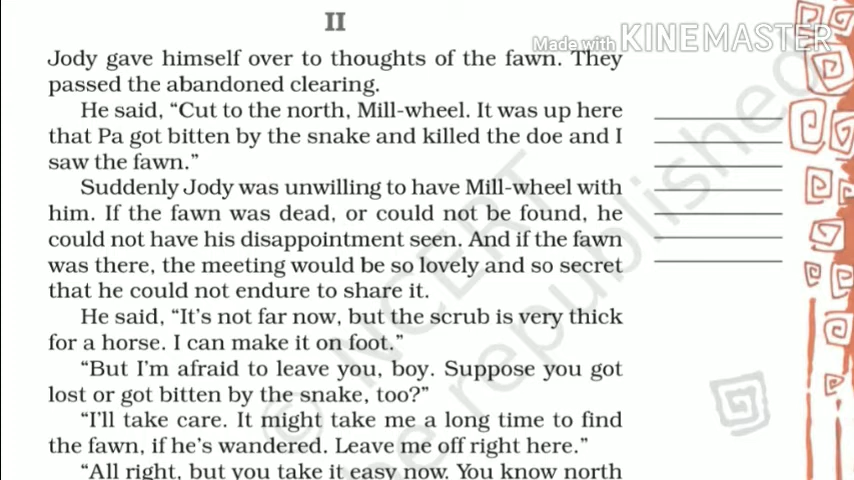 II
Made with KINEMASTER
Jody gave himself over to thoughts of the fawn. They
passed the abandoned clearing.
He said, “Cut to the north, Mill-wheel. It was up here
that Pa got bitten by the snake and killed the doe and I
saw the fawn.”
Suddenly Jody was unwilling to have Mill-wheel with
him. If the fawn was dead, or could not be found, he
could not have his disappointment seen. And if the fawn
was there, the meeting would be so lovely and so secret
that he could not endure to share it.
He said, “It’s not far now, but the scrub is very thick
for a horse. I can make it on foot.”
“But I’m afraid to leave you, boy. Suppose you got
lost or got bitten by the snake, too?”
“I’ll take care. It might take me a long time to find
the fawn, if he’s wandered. Leave me off right here.”
“All right, but you take it easy now. You know north
© NCERT
be republished